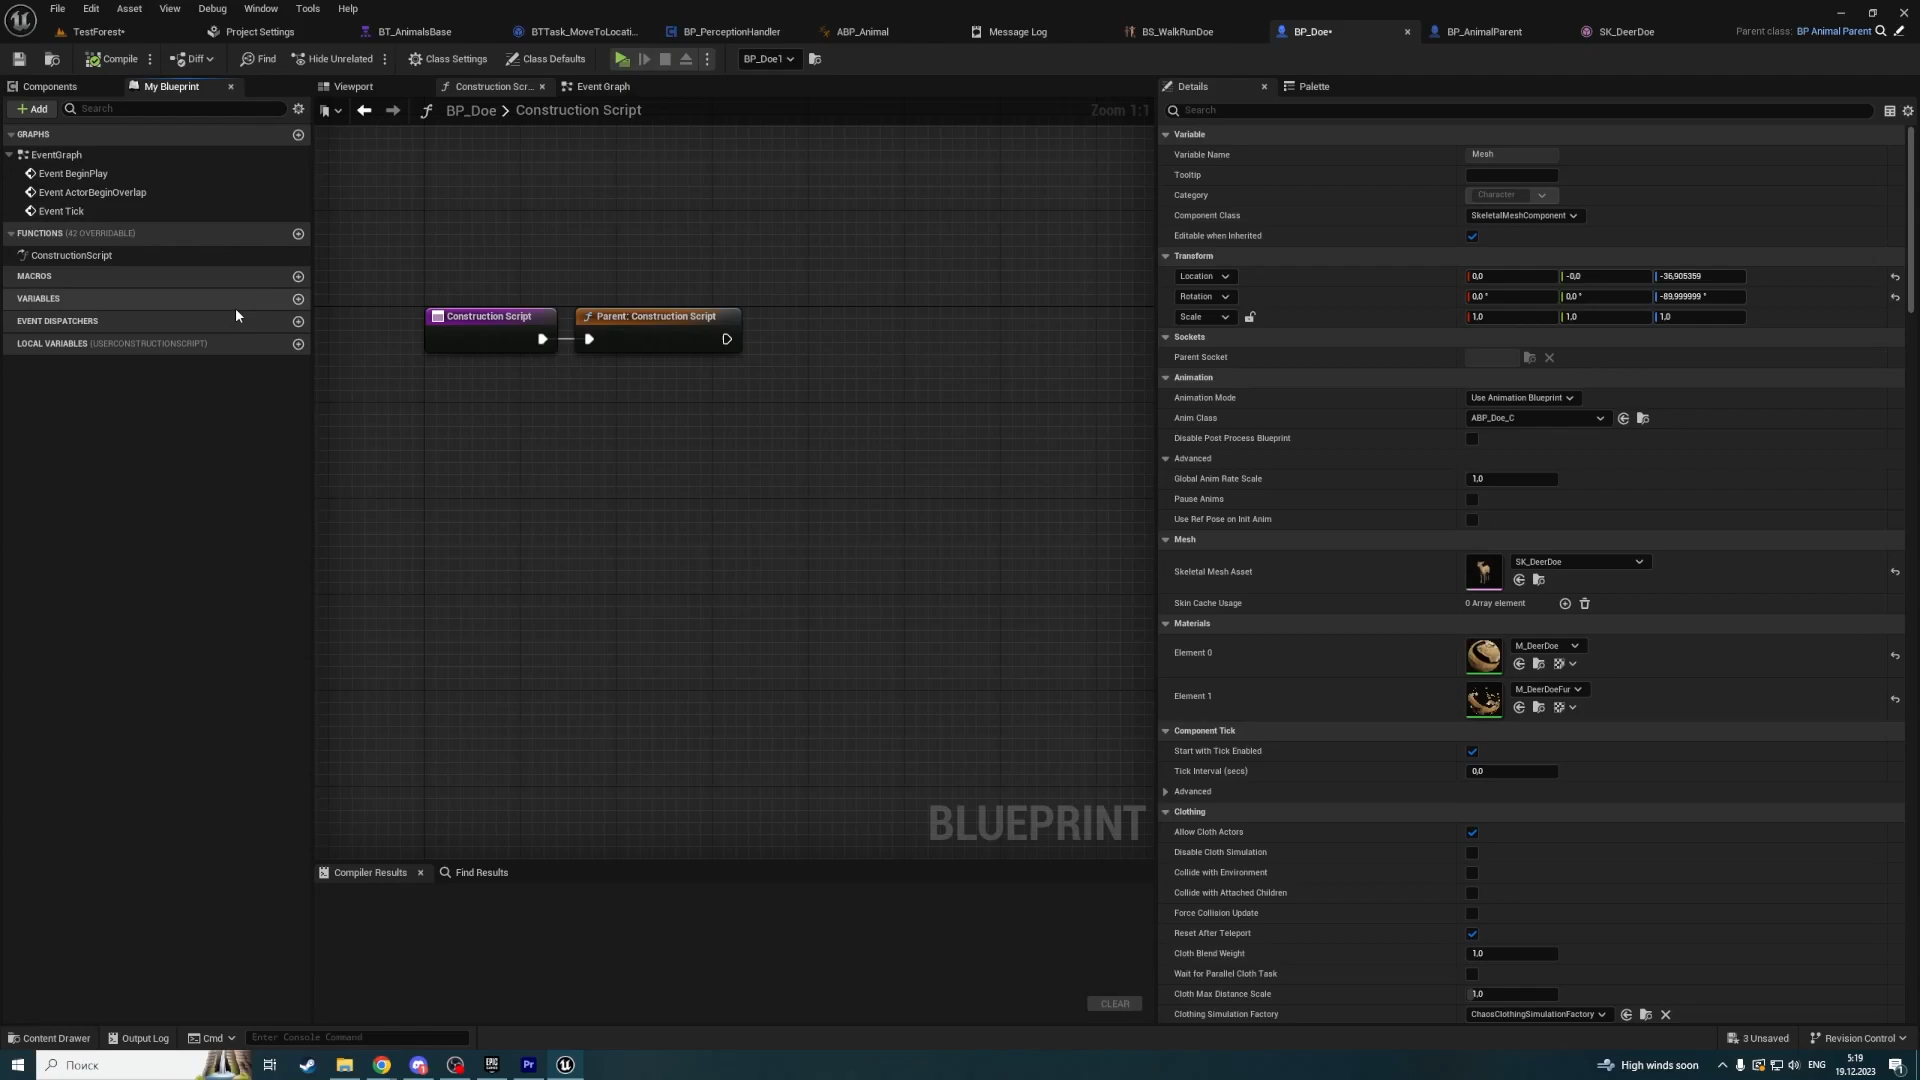 File Edit Asset View Window Debug Tools Help
TestForest* Project Settings BT_AnimalsBase BTTask_MoveToLocati... BP_PerceptionHandler ABP_Animal Message Log BS_WalkRunDoe BP_Doe* BP_AnimalParent SK_DeerDoe Parent class: BP Animal Parent
Compile Diff Find Hide Unrelated Class Settings Class Defaults BP_Doe1
Components My Blueprint Viewport Construction Scr... Event Graph Details Palette
Add Search BP_Doe > Construction Script Zoom 1:1 Search
GRAPHS
EventGraph
Event BeginPlay
Event ActorBeginOverlap
Event Tick
FUNCTIONS (42 OVERRIDABLE)
ConstructionScript
MACROS
VARIABLES
EVENT DISPATCHERS
LOCAL VARIABLES (USERCONSTRUCTIONSCRIPT)
Construction Script
Parent: Construction Script
BLUEPRINT
Compiler Results Find Results
CLEAR
Variable
Variable Name Mesh
Tooltip
Category Character
Component Class SkeletalMeshComponent
Editable when Inherited
Transform
Location 0,0 -0,0 -36,905359
Rotation 0,0 ° 0,0 ° -89,999999 °
Scale 1,0 1,0 1,0
Sockets
Parent Socket
Animation
Animation Mode Use Animation Blueprint
Anim Class ABP_Doe_C
Disable Post Process Blueprint
Advanced
Global Anim Rate Scale 1,0
Pause Anims
Use Ref Pose on Init Anim
Mesh
Skeletal Mesh Asset SK_DeerDoe
Skin Cache Usage 0 Array element
Materials
Element 0 M_DeerDoe
Element 1 M_DeerDoeFur
Component Tick
Start with Tick Enabled
Tick Interval (secs) 0,0
Advanced
Clothing
Allow Cloth Actors
Disable Cloth Simulation
Collide with Environment
Collide with Attached Children
Force Collision Update
Reset After Teleport
Cloth Blend Weight 1,0
Wait for Parallel Cloth Task
Cloth Max Distance Scale 1,0
Clothing Simulation Factory ChaosClothingSimulationFactory
Content Drawer Output Log Cmd Enter Console Command 3 Unsaved Revision Control
Поиск Pr High winds soon ENG 5:19
19.12.2023